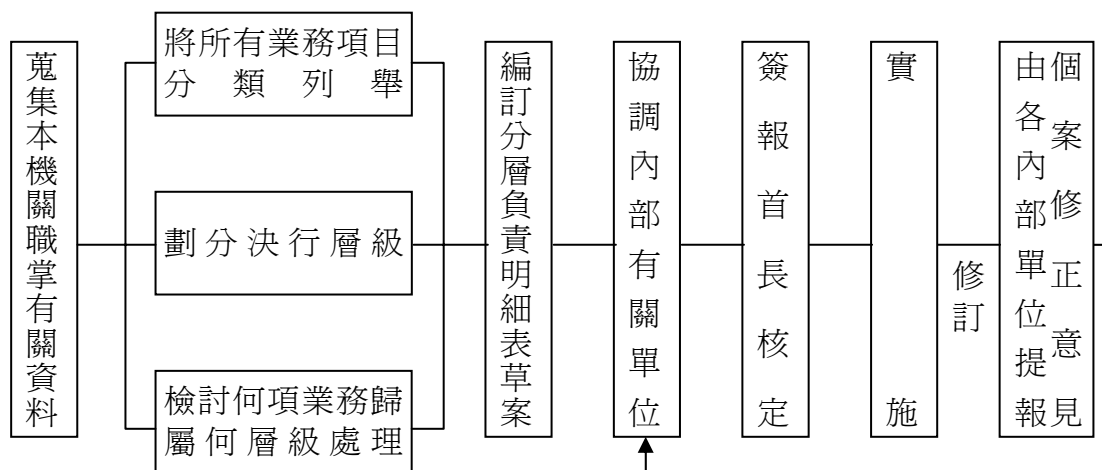 蒐集本機關職掌有關資料
將所有業務項目
分類列舉
劃分決行層級
檢討何項業務歸
屬何層級處理
編訂分層負責明細表草案
協調內部有關單位
簽報首長核定
實施
修訂
由各內部單位提報
個案修正意見